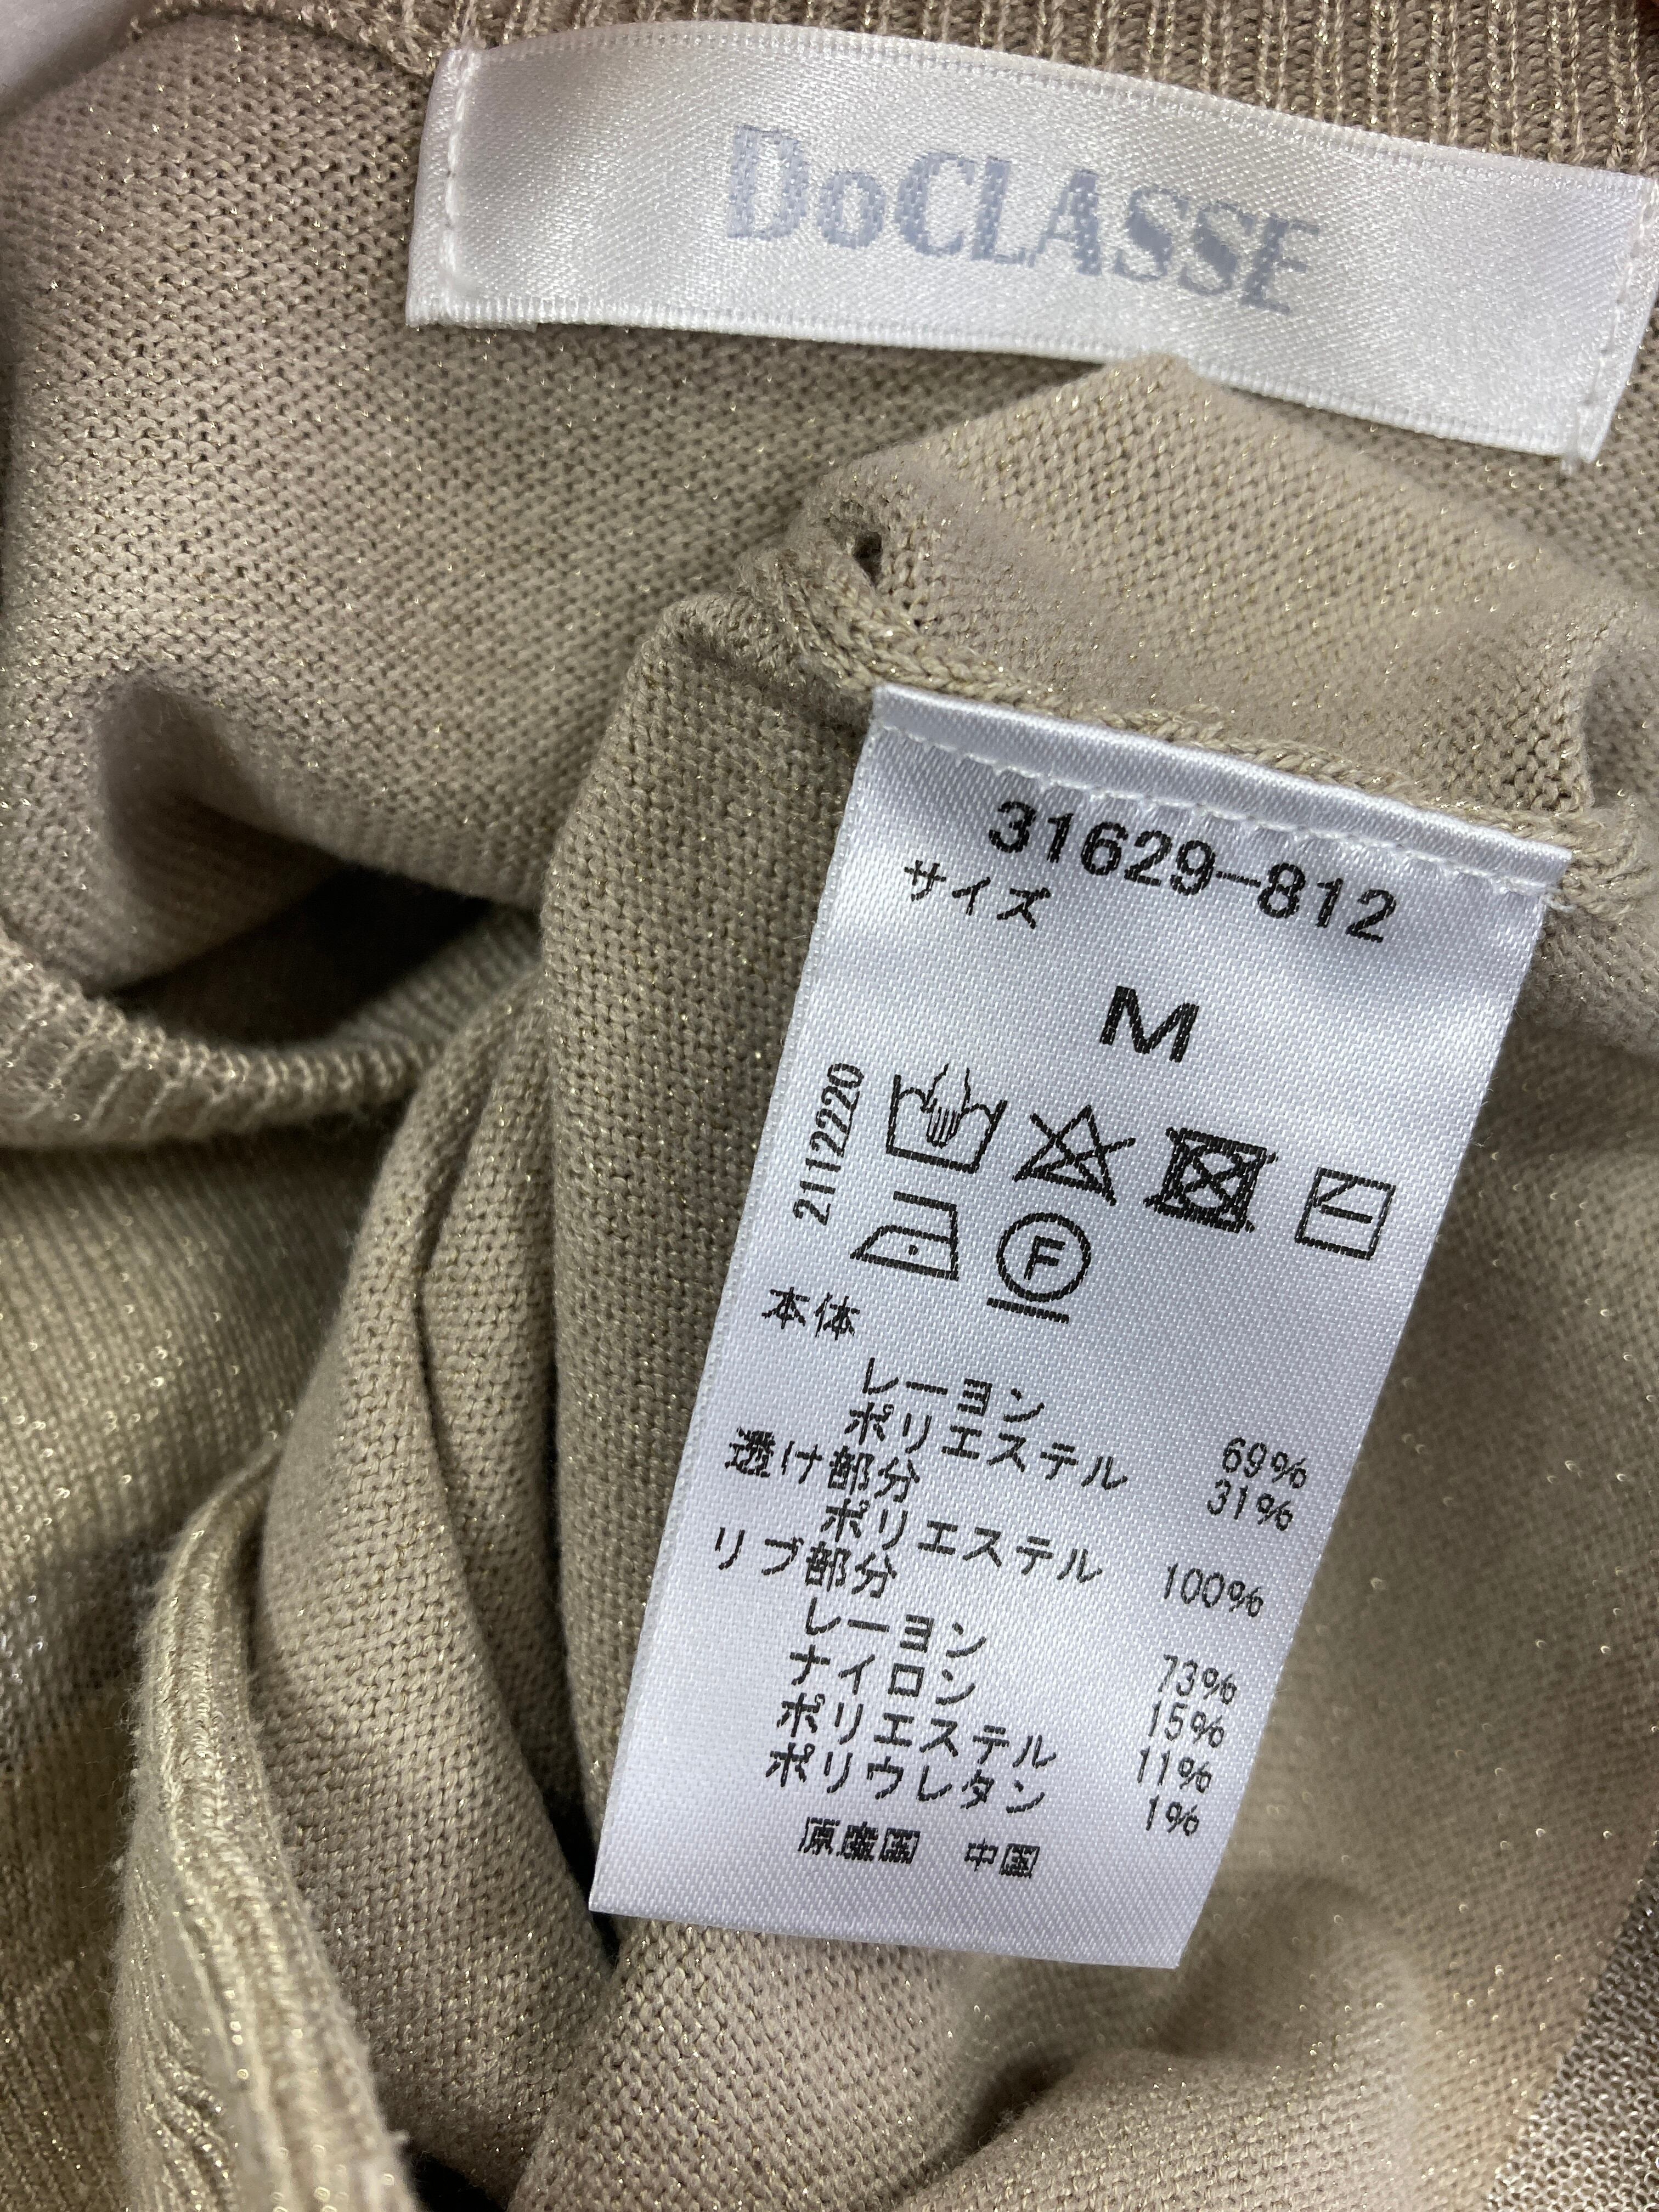 DoCLASSE
31629-812
サイズ
M
2112220
F
本体
レーヨン 69%
ポリエステル 31%
透け部分
ポリエステル 100%
リブ部分
レーヨン 73%
ナイロン 15%
ポリエステル 11%
ポリウレタン 1%
原産国 中国